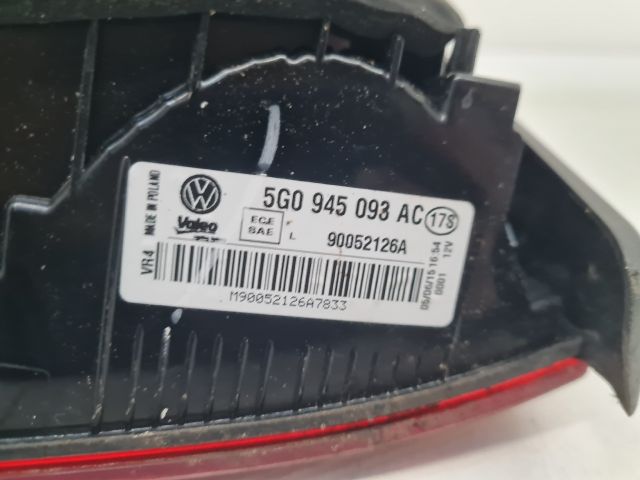 5G0 945 093 AC 17S
VW
Valeo
ECE
SAE
L
90052126A
M90052126A7833
VR4
MADE IN POLAND
09/06/15 16:54
0001 12V